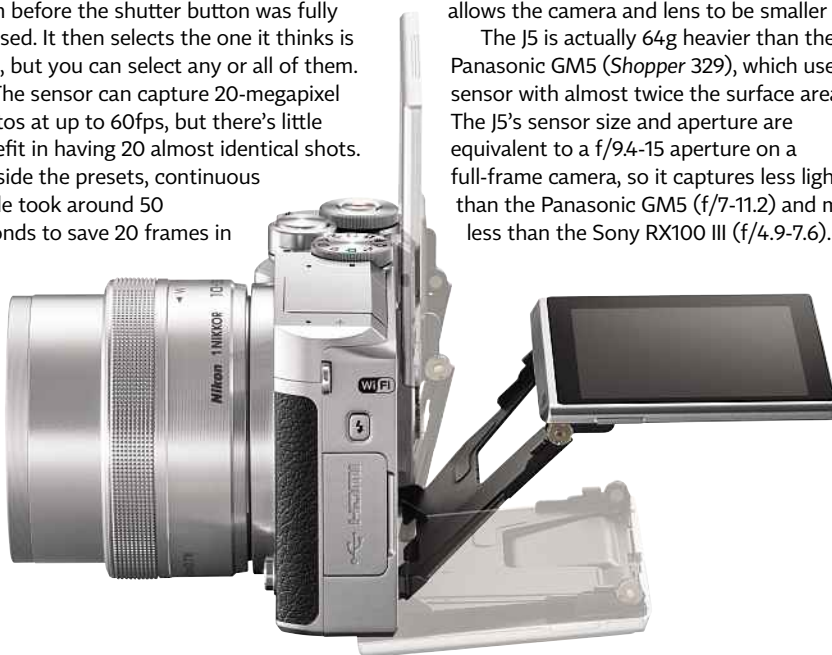 before the shutter button was fully
sed. It then selects the one it thinks is
, but you can select any or all of them.
The sensor can capture 20-megapixel
tos at up to 60fps, but there's little
efit in having 20 almost identical shots.
side the presets, continuous
e took around 50
onds to save 20 frames in
allows the camera and lens to be smaller
The J5 is actually 64g heavier than the
Panasonic GM5 (Shopper 329), which use
sensor with almost twice the surface area
The J5's sensor size and aperture are
equivalent to a f/9.4-15 aperture on a
full-frame camera, so it captures less ligh
than the Panasonic GM5 (f/7-11.2) and m
less than the Sony RX100 III (f/4.9-7.6).
W
Nikon 1 NIKKOR
WiFi
HDMI